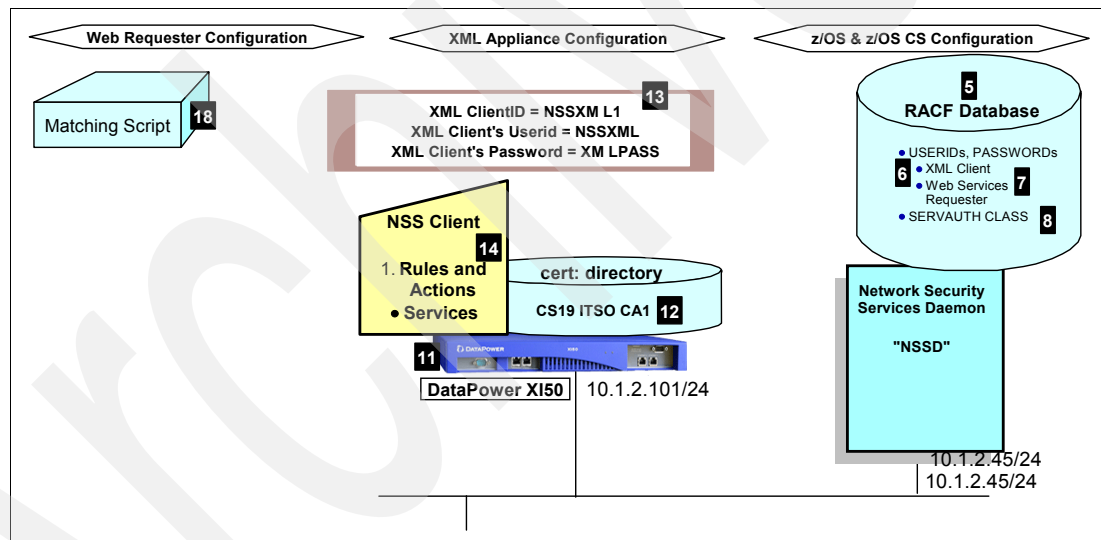 Web Requester Configuration
XML Appliance Configuration
z/OS & z/OS CS Configuration
Matching Script
18
13
XML ClientID = NSSXM L1
XML Client's Userid = NSSXML
XML Client's Password = XM LPASS
5
RACF Database
● USERIDs, PASSWORDs
6
● XML Client
● Web Services
Requester
7
● SERVAUTH CLASS
8
NSS Client
14
1. Rules and
Actions
● Services
cert: directory
CS19 ITSO CA1
12
11
DATAPOWER
XI50
DataPower XI50
10.1.2.101/24
Network Security
Services Daemon
"NSSD"
10.1.2.45/24
10.1.2.45/24